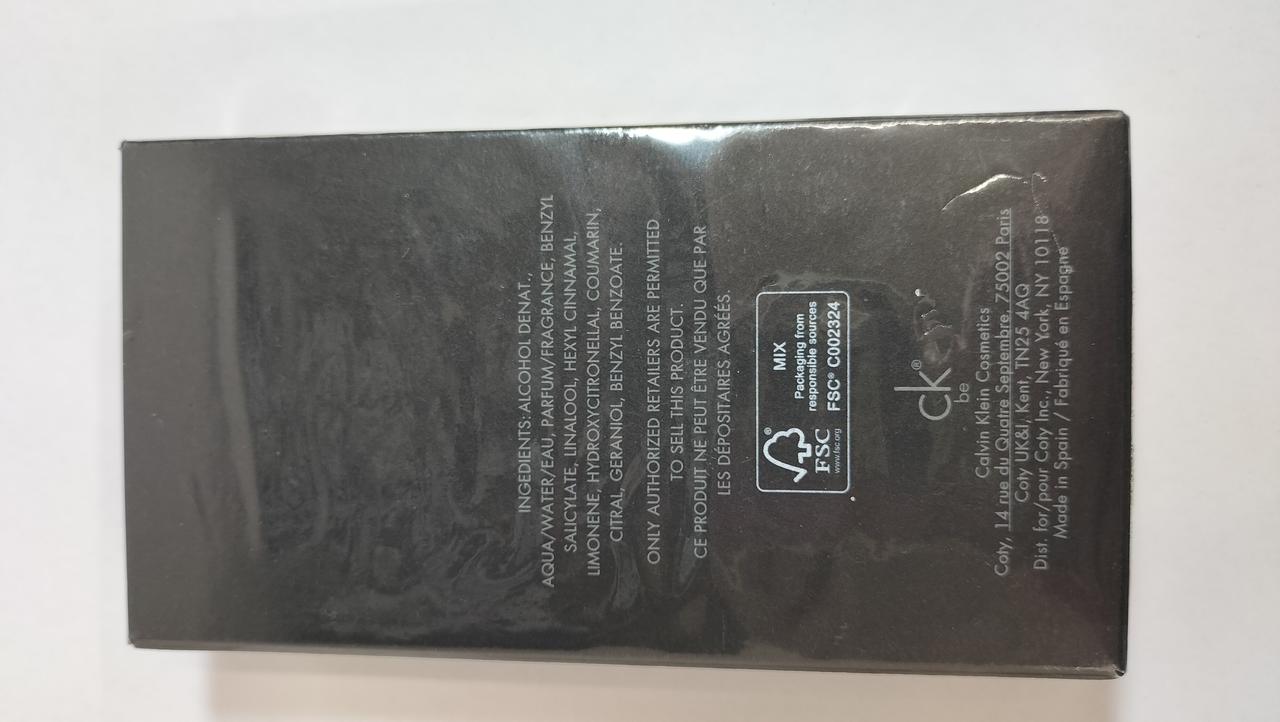 INGEDIENTS: ALCOHOL DENAT.,
AQUA/WATER/EAU, PARFUM/FRAGRANCE, BENZYL
SALICYLATE, LINALOOL, HEXYL CINNAMAL,
LIMONENE, HYDROXYCITRONELLAL, COUMARIN,
CITRAL, GERANIOL, BENZYL BENZOATE.
ONLY AUTHORIZED RETAILERS ARE PERMITTED
TO SELL THIS PRODUCT.
CE PRODUIT NE PEUT ÊTRE VENDU QUE PAR
LES DÉPOSITAIRES AGRÉÉS.
FSC®
www.fsc.org
MIX
Packaging from
responsible sources
FSC® C002324
ck®
be
Calvin Klein Cosmetics
Coty, 14 rue du Quatre Septembre, 75002 Paris
Coty UK&I, Kent, TN25 4AQ
Dist. for/pour Coty Inc., New York, NY 10118
Made in Spain / Fabriqué en Espagne